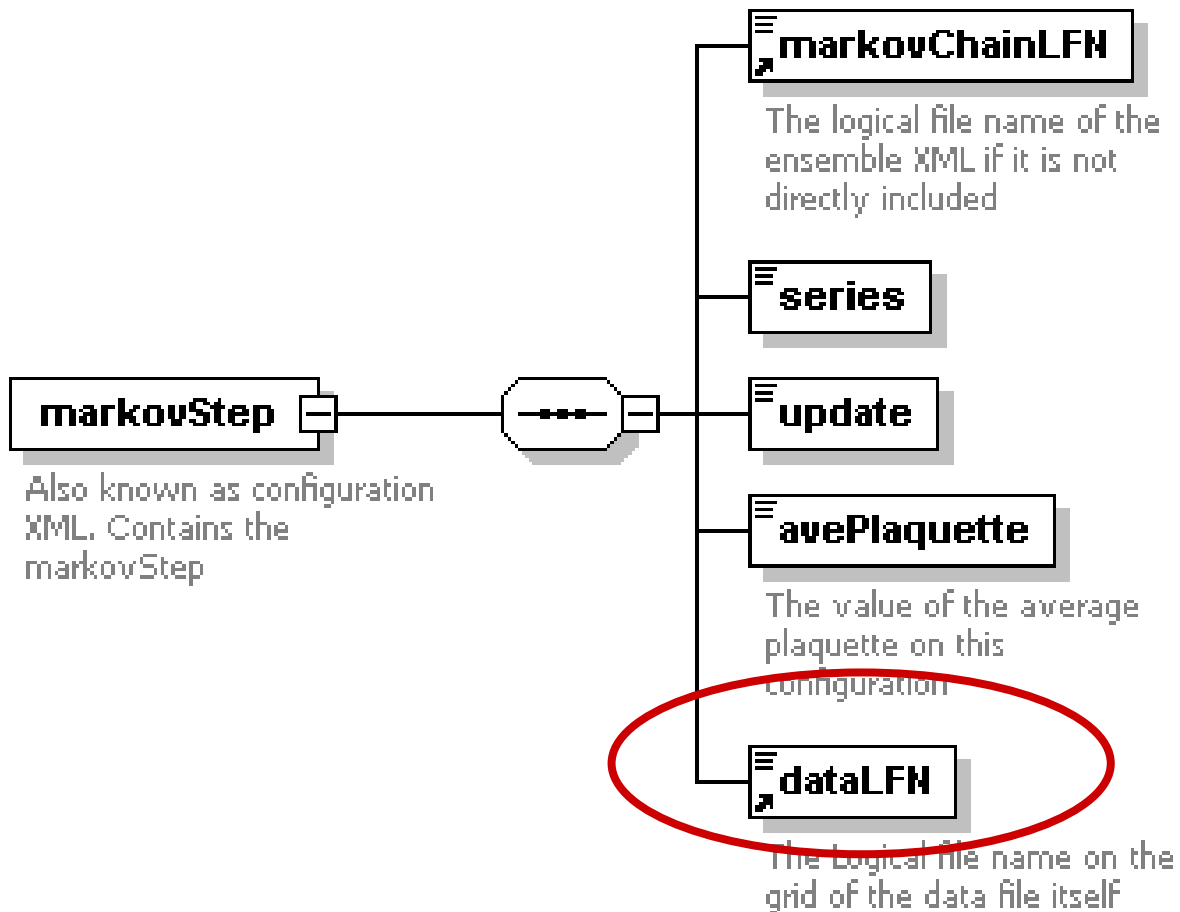 markovChainLFN
The logical file name of the
ensemble XML if it is not
directly included
series
markovStep
Also known as configuration
XML. Contains the
markovStep
update
avePlaquette
The value of the average
plaquette on this
configuration
dataLFN
The Logical file name on the
grid of the data file itself